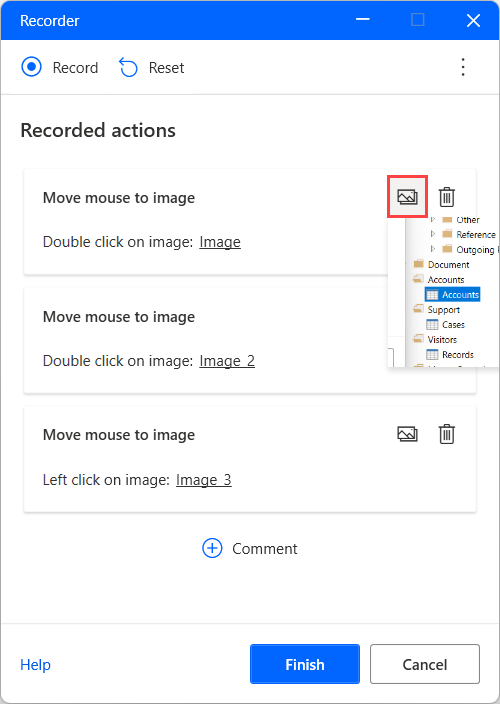 Recorder
Record Reset
Recorded actions
Move mouse to image
Double click on image: Image
Other
Reference
Outgoing
Document
Accounts
Accounts
Support
Cases
Visitors
Records
Move mouse to image
Double click on image: Image_2
Move mouse to image
Left click on image: Image_3
Comment
Help Finish Cancel